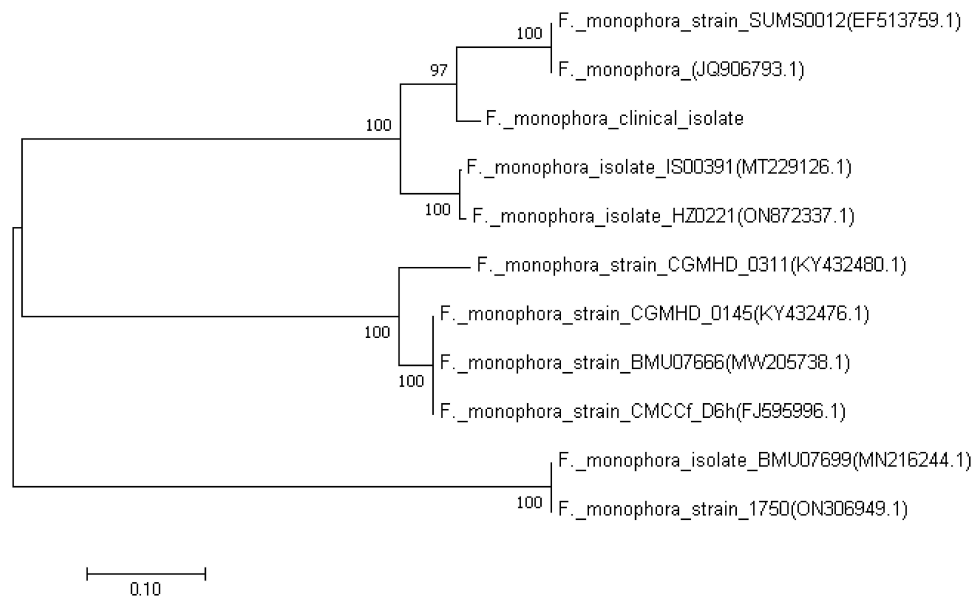 F._monophora_strain_SUMS0012(EF513759.1)
100
F._monophora_(JQ906793.1)
97
F._monophora_clinical_isolate
100
F._monophora_isolate_IS00391(MT229126.1)
100
F._monophora_isolate_HZ0221(ON872337.1)
F._monophora_strain_CGMHD_0311(KY432480.1)
F._monophora_strain_CGMHD_0145(KY432476.1)
100
F._monophora_strain_BMU07666(MW205738.1)
100
F._monophora_strain_CMCCf_D6h(FJ595996.1)
F._monophora_isolate_BMU07699(MN216244.1)
100
F._monophora_strain_1750(ON306949.1)
0.10